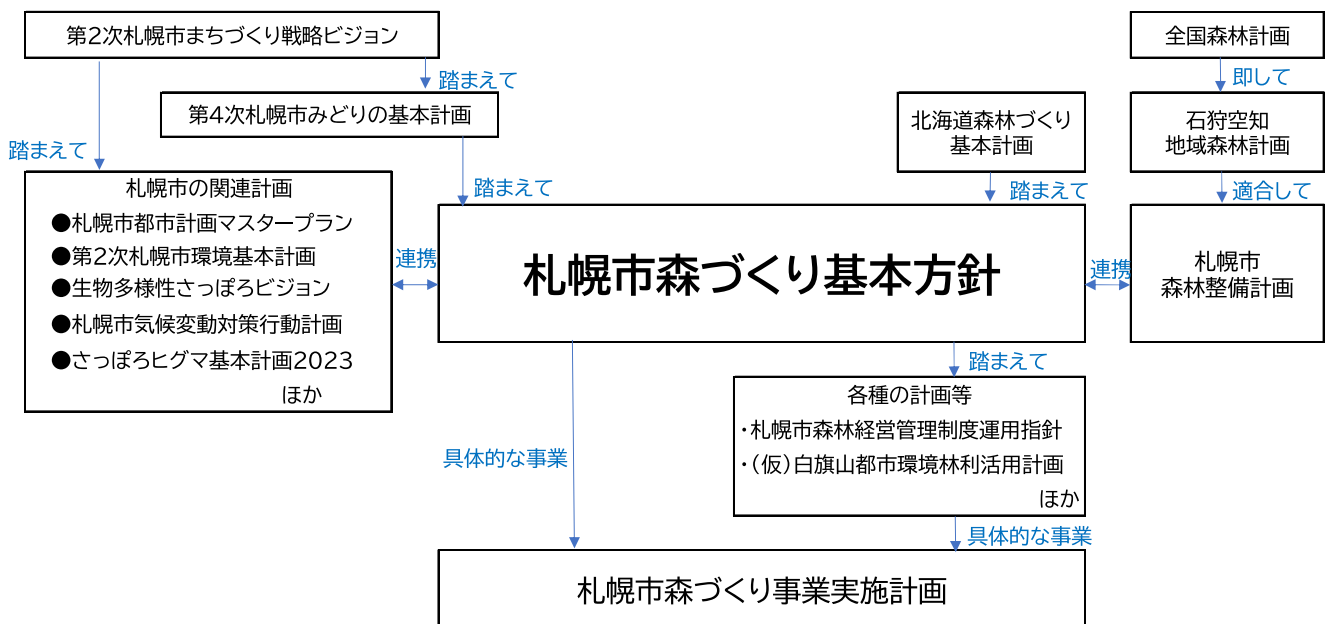 第2次札幌市まちづくり戦略ビジョン
全国森林計画
踏まえて
即して
第4次札幌市みどりの基本計画
北海道森林づくり
基本計画
石狩空知
地域森林計画
踏まえて
踏まえて
踏まえて
適合して
札幌市の関連計画
●札幌市都市計画マスタープラン
●第2次札幌市環境基本計画
●生物多様性さっぽろビジョン
●札幌市気候変動対策行動計画
●さっぽろヒグマ基本計画2023
ほか
連携
札幌市森づくり基本方針
連携
札幌市
森林整備計画
踏まえて
各種の計画等
・札幌市森林経営管理制度運用指針
・（仮）白旗山都市環境林利活用計画
ほか
具体的な事業
具体的な事業
札幌市森づくり事業実施計画